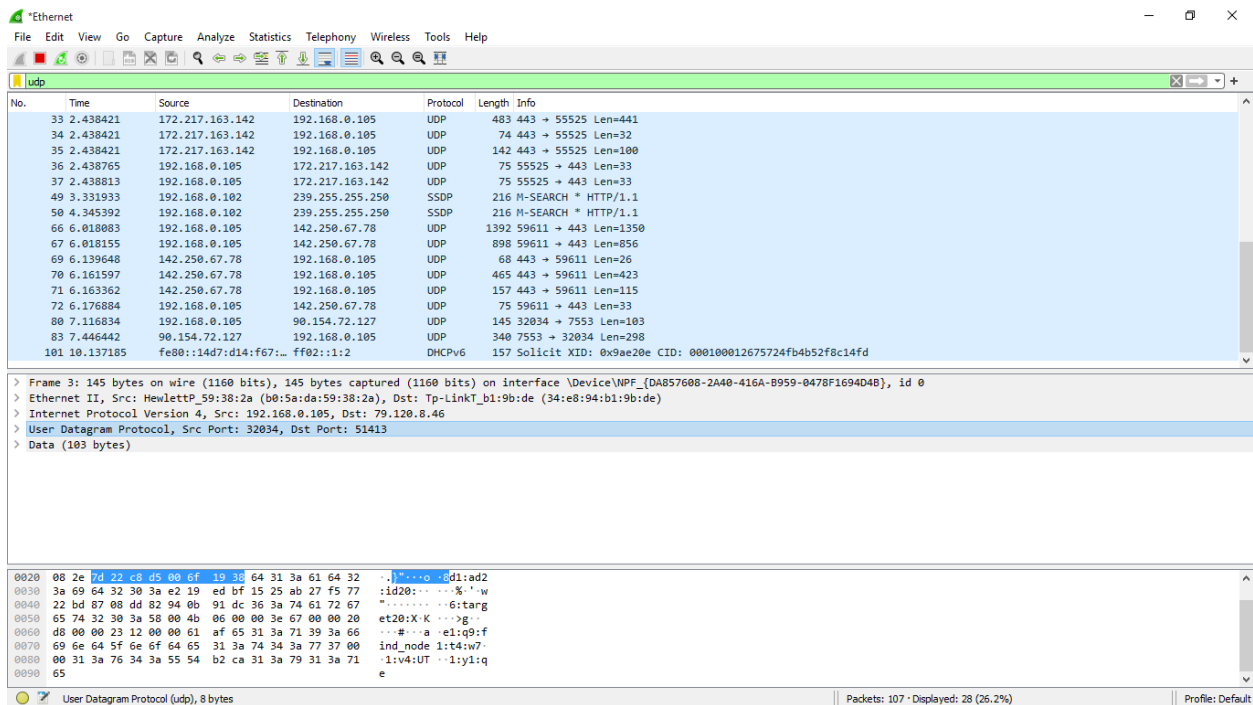 *Ethernet
File Edit View Go Capture Analyze Statistics Telephony Wireless Tools Help
udp
No. Time Source Destination Protocol Length Info
33 2.438421 172.217.163.142 192.168.0.105 UDP 483 443 → 55525 Len=441
34 2.438421 172.217.163.142 192.168.0.105 UDP 74 443 → 55525 Len=32
35 2.438421 172.217.163.142 192.168.0.105 UDP 142 443 → 55525 Len=100
36 2.438765 192.168.0.105 172.217.163.142 UDP 75 55525 → 443 Len=33
37 2.438813 192.168.0.105 172.217.163.142 UDP 75 55525 → 443 Len=33
49 3.331933 192.168.0.102 239.255.255.250 SSDP 216 M-SEARCH * HTTP/1.1
50 4.345392 192.168.0.102 239.255.255.250 SSDP 216 M-SEARCH * HTTP/1.1
66 6.018083 192.168.0.105 142.250.67.78 UDP 1392 59611 → 443 Len=1350
67 6.018155 192.168.0.105 142.250.67.78 UDP 898 59611 → 443 Len=856
69 6.139648 142.250.67.78 192.168.0.105 UDP 68 443 → 59611 Len=26
70 6.161597 142.250.67.78 192.168.0.105 UDP 465 443 → 59611 Len=423
71 6.163362 142.250.67.78 192.168.0.105 UDP 157 443 → 59611 Len=115
72 6.176884 192.168.0.105 142.250.67.78 UDP 75 59611 → 443 Len=33
80 7.116834 192.168.0.105 90.154.72.127 UDP 145 32034 → 7553 Len=103
83 7.446442 90.154.72.127 192.168.0.105 UDP 340 7553 → 32034 Len=298
101 10.137185 fe80::14d7:d14:f67:… ff02::1:2 DHCPv6 157 Solicit XID: 0x9ae20e CID: 000100012675724fb4b52f8c14fd
> Frame 3: 145 bytes on wire (1160 bits), 145 bytes captured (1160 bits) on interface \Device\NPF_{DA857608-2A40-416A-B959-0478F1694D4B}, id 0
> Ethernet II, Src: HewlettP_59:38:2a (b0:5a:da:59:38:2a), Dst: Tp-LinkT_b1:9b:de (34:e8:94:b1:9b:de)
> Internet Protocol Version 4, Src: 192.168.0.105, Dst: 79.120.8.46
> User Datagram Protocol, Src Port: 32034, Dst Port: 51413
> Data (103 bytes)
0020 08 2e 7d 22 c8 d5 00 6f 19 38 64 31 3a 61 64 32 ·.}"···o ·8d1:ad2
0030 3a 69 64 32 30 3a e2 19 ed bf 15 25 ab 27 f5 77 :id20:·· ···%·'·w
0040 22 bd 87 08 dd 82 94 0b 91 dc 36 3a 74 61 72 67 "······· ··6:targ
0050 65 74 32 30 3a 58 00 4b 06 00 00 3e 67 00 00 20 et20:X·K ···>g··
0060 d8 00 00 23 12 00 00 61 af 65 31 3a 71 39 3a 66 ···#···a ·e1:q9:f
0070 69 6e 64 5f 6e 6f 64 65 31 3a 74 34 3a 77 37 00 ind_node 1:t4:w7·
0080 00 31 3a 76 34 3a 55 54 b2 ca 31 3a 79 31 3a 71 ·1:v4:UT ··1:y1:q
0090 65 e
User Datagram Protocol (udp), 8 bytes
Packets: 107 · Displayed: 28 (26.2%)
Profile: Default